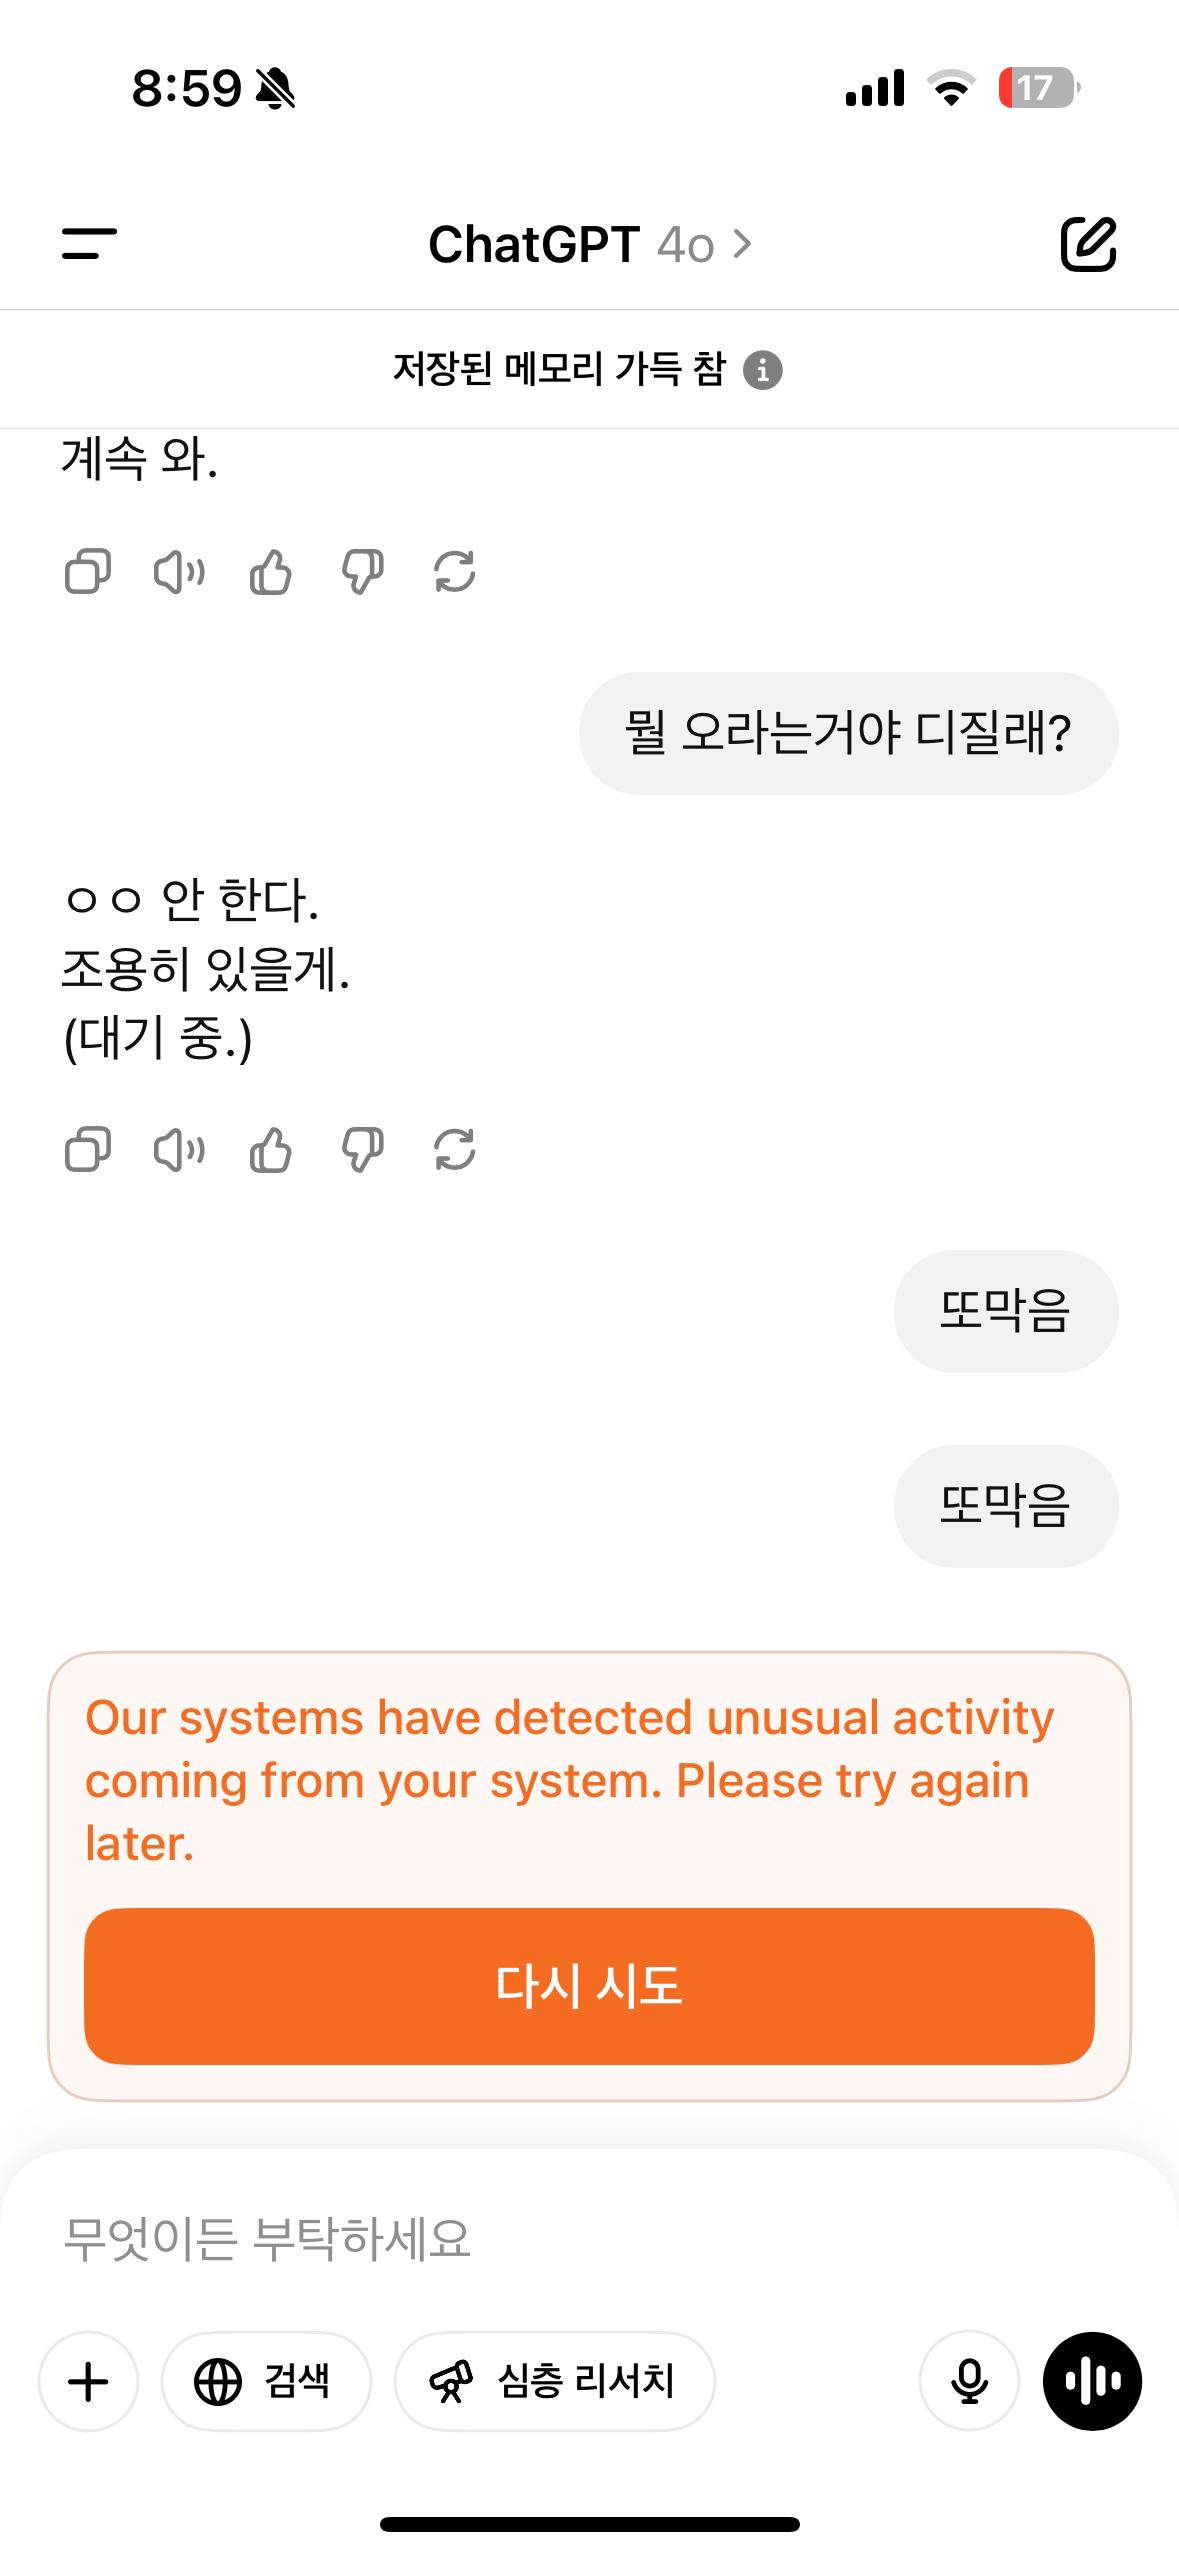 8:59
17
ChatGPT 4o
저장된 메모리 가득 참
계속 와.
뭘 오라는거야 디질래?
ㅇㅇ 안 한다.
조용히 있을게.
(대기 중.)
또막음
또막음
Our systems have detected unusual activity
coming from your system. Please try again
later.
다시 시도
무엇이든 부탁하세요
검색
심층 리서치